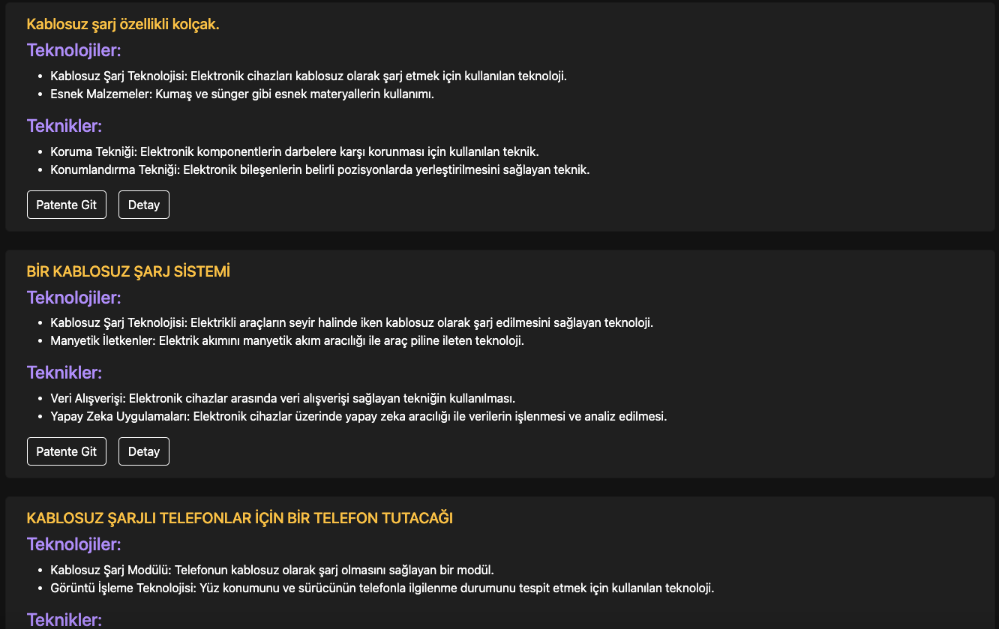 Kablosuz şarj özellikli kolçak.
Teknolojiler:
• Kablosuz Şarj Teknolojisi: Elektronik cihazları kablosuz olarak şarj etmek için kullanılan teknoloji.
• Esnek Malzemeler: Kumaş ve sünger gibi esnek materyallerin kullanımı.
Teknikler:
• Koruma Tekniği: Elektronik komponentlerin darbelere karşı korunması için kullanılan teknik.
• Konumlandırma Tekniği: Elektronik bileşenlerin belirli pozisyonlarda yerleştirilmesini sağlayan teknik.
Patente Git Detay
BİR KABLOSUZ ŞARJ SİSTEMİ
Teknolojiler:
• Kablosuz Şarj Teknolojisi: Elektrikli araçların seyir halinde iken kablosuz olarak şarj edilmesini sağlayan teknoloji.
• Manyetik İletkenler: Elektrik akımını manyetik akım aracılığı ile araç piline ileten teknoloji.
Teknikler:
• Veri Alışverişi: Elektronik cihazlar arasında veri alışverişi sağlayan tekniğin kullanılması.
• Yapay Zeka Uygulamaları: Elektronik cihazlar üzerinde yapay zeka aracılığı ile verilerin işlenmesi ve analiz edilmesi.
Patente Git Detay
KABLOSUZ ŞARJLI TELEFONLAR İÇİN BİR TELEFON TUTACAĞI
Teknolojiler:
• Kablosuz Şarj Modülü: Telefonun kablosuz olarak şarj olmasını sağlayan bir modül.
• Görüntü İşleme Teknolojisi: Yüz konumunu ve sürücünün telefonla ilgilenme durumunu tespit etmek için kullanılan teknoloji.
Teknikler: